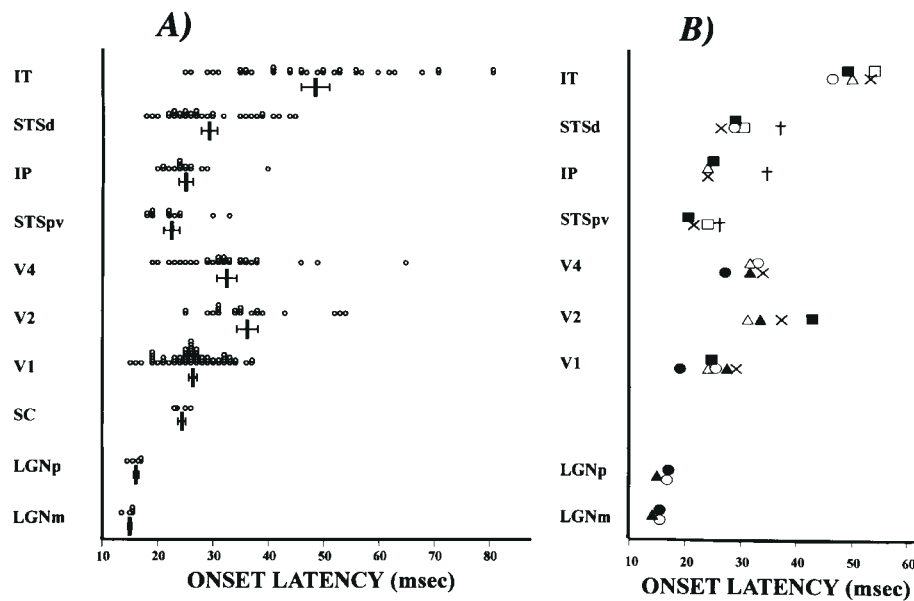 A)
IT
STSd
IP
STSpv
V4
V2
V1
SC
LGNp
LGNm
10 20 30 40 50 60 70 80
ONSET LATENCY (msec)
B)
IT
STSd
IP
STSpv
V4
V2
V1
LGNp
LGNm
10 20 30 40 50 60
ONSET LATENCY (msec)